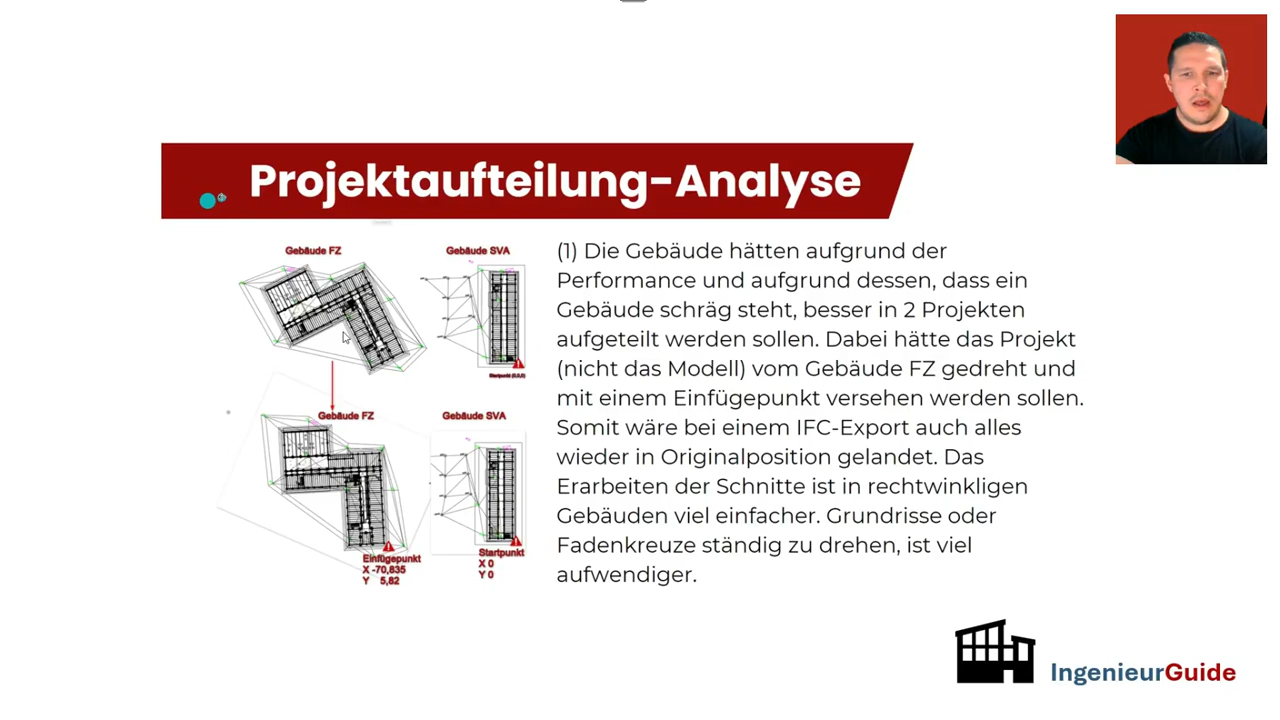 Projektaufteilung-Analyse
Gebäude FZ
Gebäude SVA
Startpunkt (0,0,0)
Gebäude FZ
Gebäude SVA
Einfügepunkt
X -70,835
Y 5,82
Startpunkt
X 0
Y 0
(1) Die Gebäude hätten aufgrund der
Performance und aufgrund dessen, dass ein
Gebäude schräg steht, besser in 2 Projekten
aufgeteilt werden sollen. Dabei hätte das Projekt
(nicht das Modell) vom Gebäude FZ gedreht und
mit einem Einfügepunkt versehen werden sollen.
Somit wäre bei einem IFC-Export auch alles
wieder in Originalposition gelandet. Das
Erarbeiten der Schnitte ist in rechtwinkligen
Gebäuden viel einfacher. Grundrisse oder
Fadenkreuze ständig zu drehen, ist viel
aufwendiger.
IngenieurGuide